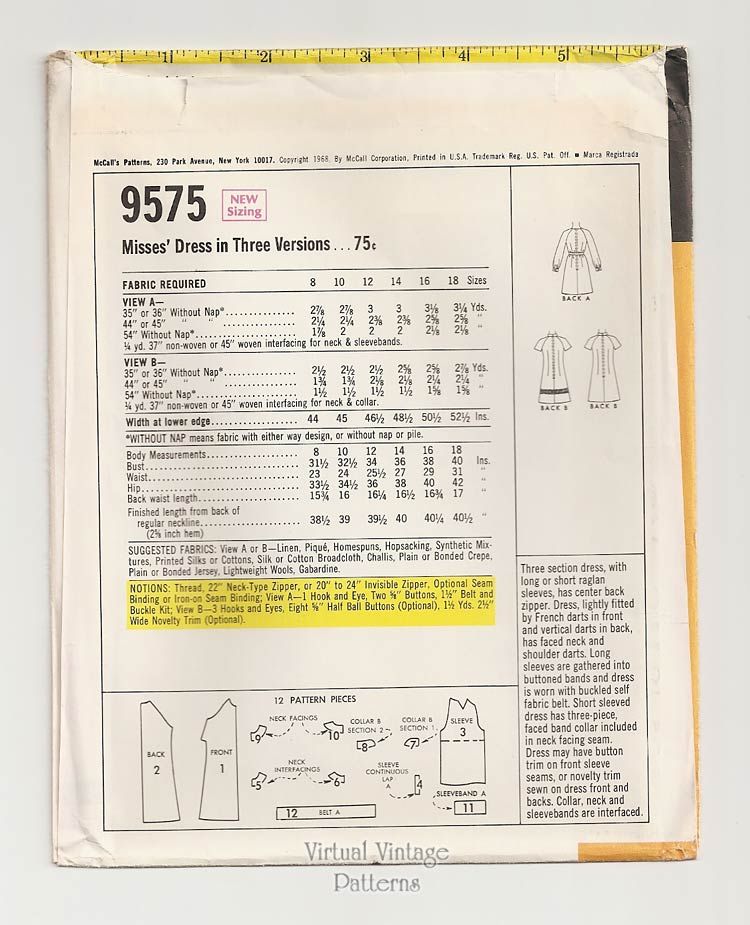 1 2 3 4 5
McCall's Patterns, 230 Park Avenue, New York 10017. Copyright 1968. By McCall Corporation, Printed in U.S.A. Trademark Reg. U.S. Pat. Off. ■ Marca Registrada
9575 NEW Sizing
Misses' Dress in Three Versions ... 75¢
FABRIC REQUIRED 8 10 12 14 16 18 Sizes
VIEW A—
35" or 36" Without Nap*............... 2⅞ 2⅞ 3 3 3⅛ 3¼ Yds.
44" or 45" " " ............... 2¼ 2¼ 2⅜ 2⅜ 2⅝ 2⅝ "
54" Without Nap*..................... 1⅞ 2 2 2 2⅛ 2⅛ "
¼ yd. 37" non-woven or 45" woven interfacing for neck & sleevebands.
VIEW B—
35" or 36" Without Nap*............... 2½ 2½ 2½ 2⅝ 2⅝ 2⅞ Yds.
44" or 45" " " ............... 1¾ 1¾ 2⅛ 2⅛ 2¼ 2¼ "
54" Without Nap*..................... 1½ 1½ 1½ 1½ 1⅝ 1⅝ "
¼ yd. 37" non-woven or 45" woven interfacing for neck & collar.
Width at lower edge................... 44 45 46½ 48½ 50½ 52½ Ins.
*WITHOUT NAP means fabric with either way design, or without nap or pile.
Body Measurements.................... 8 10 12 14 16 18
Bust................................ 31½ 32½ 34 36 38 40 Ins.
Waist............................... 23 24 25½ 27 29 31 "
Hip................................. 33½ 34½ 36 38 40 42 "
Back waist length.................... 15¾ 16 16¼ 16½ 16¾ 17 "
Finished length from back of
regular neckline...................... 38½ 39 39½ 40 40¼ 40½ "
(2⅝ inch hem)
SUGGESTED FABRICS: View A or B—Linen, Piqué, Homespuns, Hopsacking, Synthetic Mix-
tures, Printed Silks or Cottons, Silk or Cotton Broadcloth, Challis, Plain or Bonded Crepe,
Plain or Bonded Jersey, Lightweight Wools, Gabardine.
NOTIONS: Thread, 22" Neck-Type Zipper, or 20" to 24" Invisible Zipper, Optional Seam
Binding or Iron-on Seam Binding; View A—1 Hook and Eye, Two ⅝" Buttons, 1½" Belt and
Buckle Kit; View B—3 Hooks and Eyes, Eight ⅝" Half Ball Buttons (Optional), 1½ Yds. 2½"
Wide Novelty Trim (Optional).
BACK A
BACK B BACK B
Three section dress, with
long or short raglan
sleeves, has center back
zipper. Dress, lightly fitted
by French darts in front
and vertical darts in back,
has faced neck and
shoulder darts. Long
sleeves are gathered into
buttoned bands and dress
is worn with buckled self
fabric belt. Short sleeved
dress has three-piece,
faced band collar included
in neck facing seam.
Dress may have button
trim on front sleeve
seams, or novelty trim
sewn on dress front and
backs. Collar, neck and
sleevebands are interfaced.
12 PATTERN PIECES
BACK
2
FRONT
1
NECK FACINGS
9 10
NECK
INTERFACINGS
5 6
12 BELT A
COLLAR B
SECTION 2
8
COLLAR B
SECTION 1
7
SLEEVE
CONTINUOUS
LAP
A
4
SLEEVE
3
SLEEVEBAND A
11
Virtual Vintage
Patterns